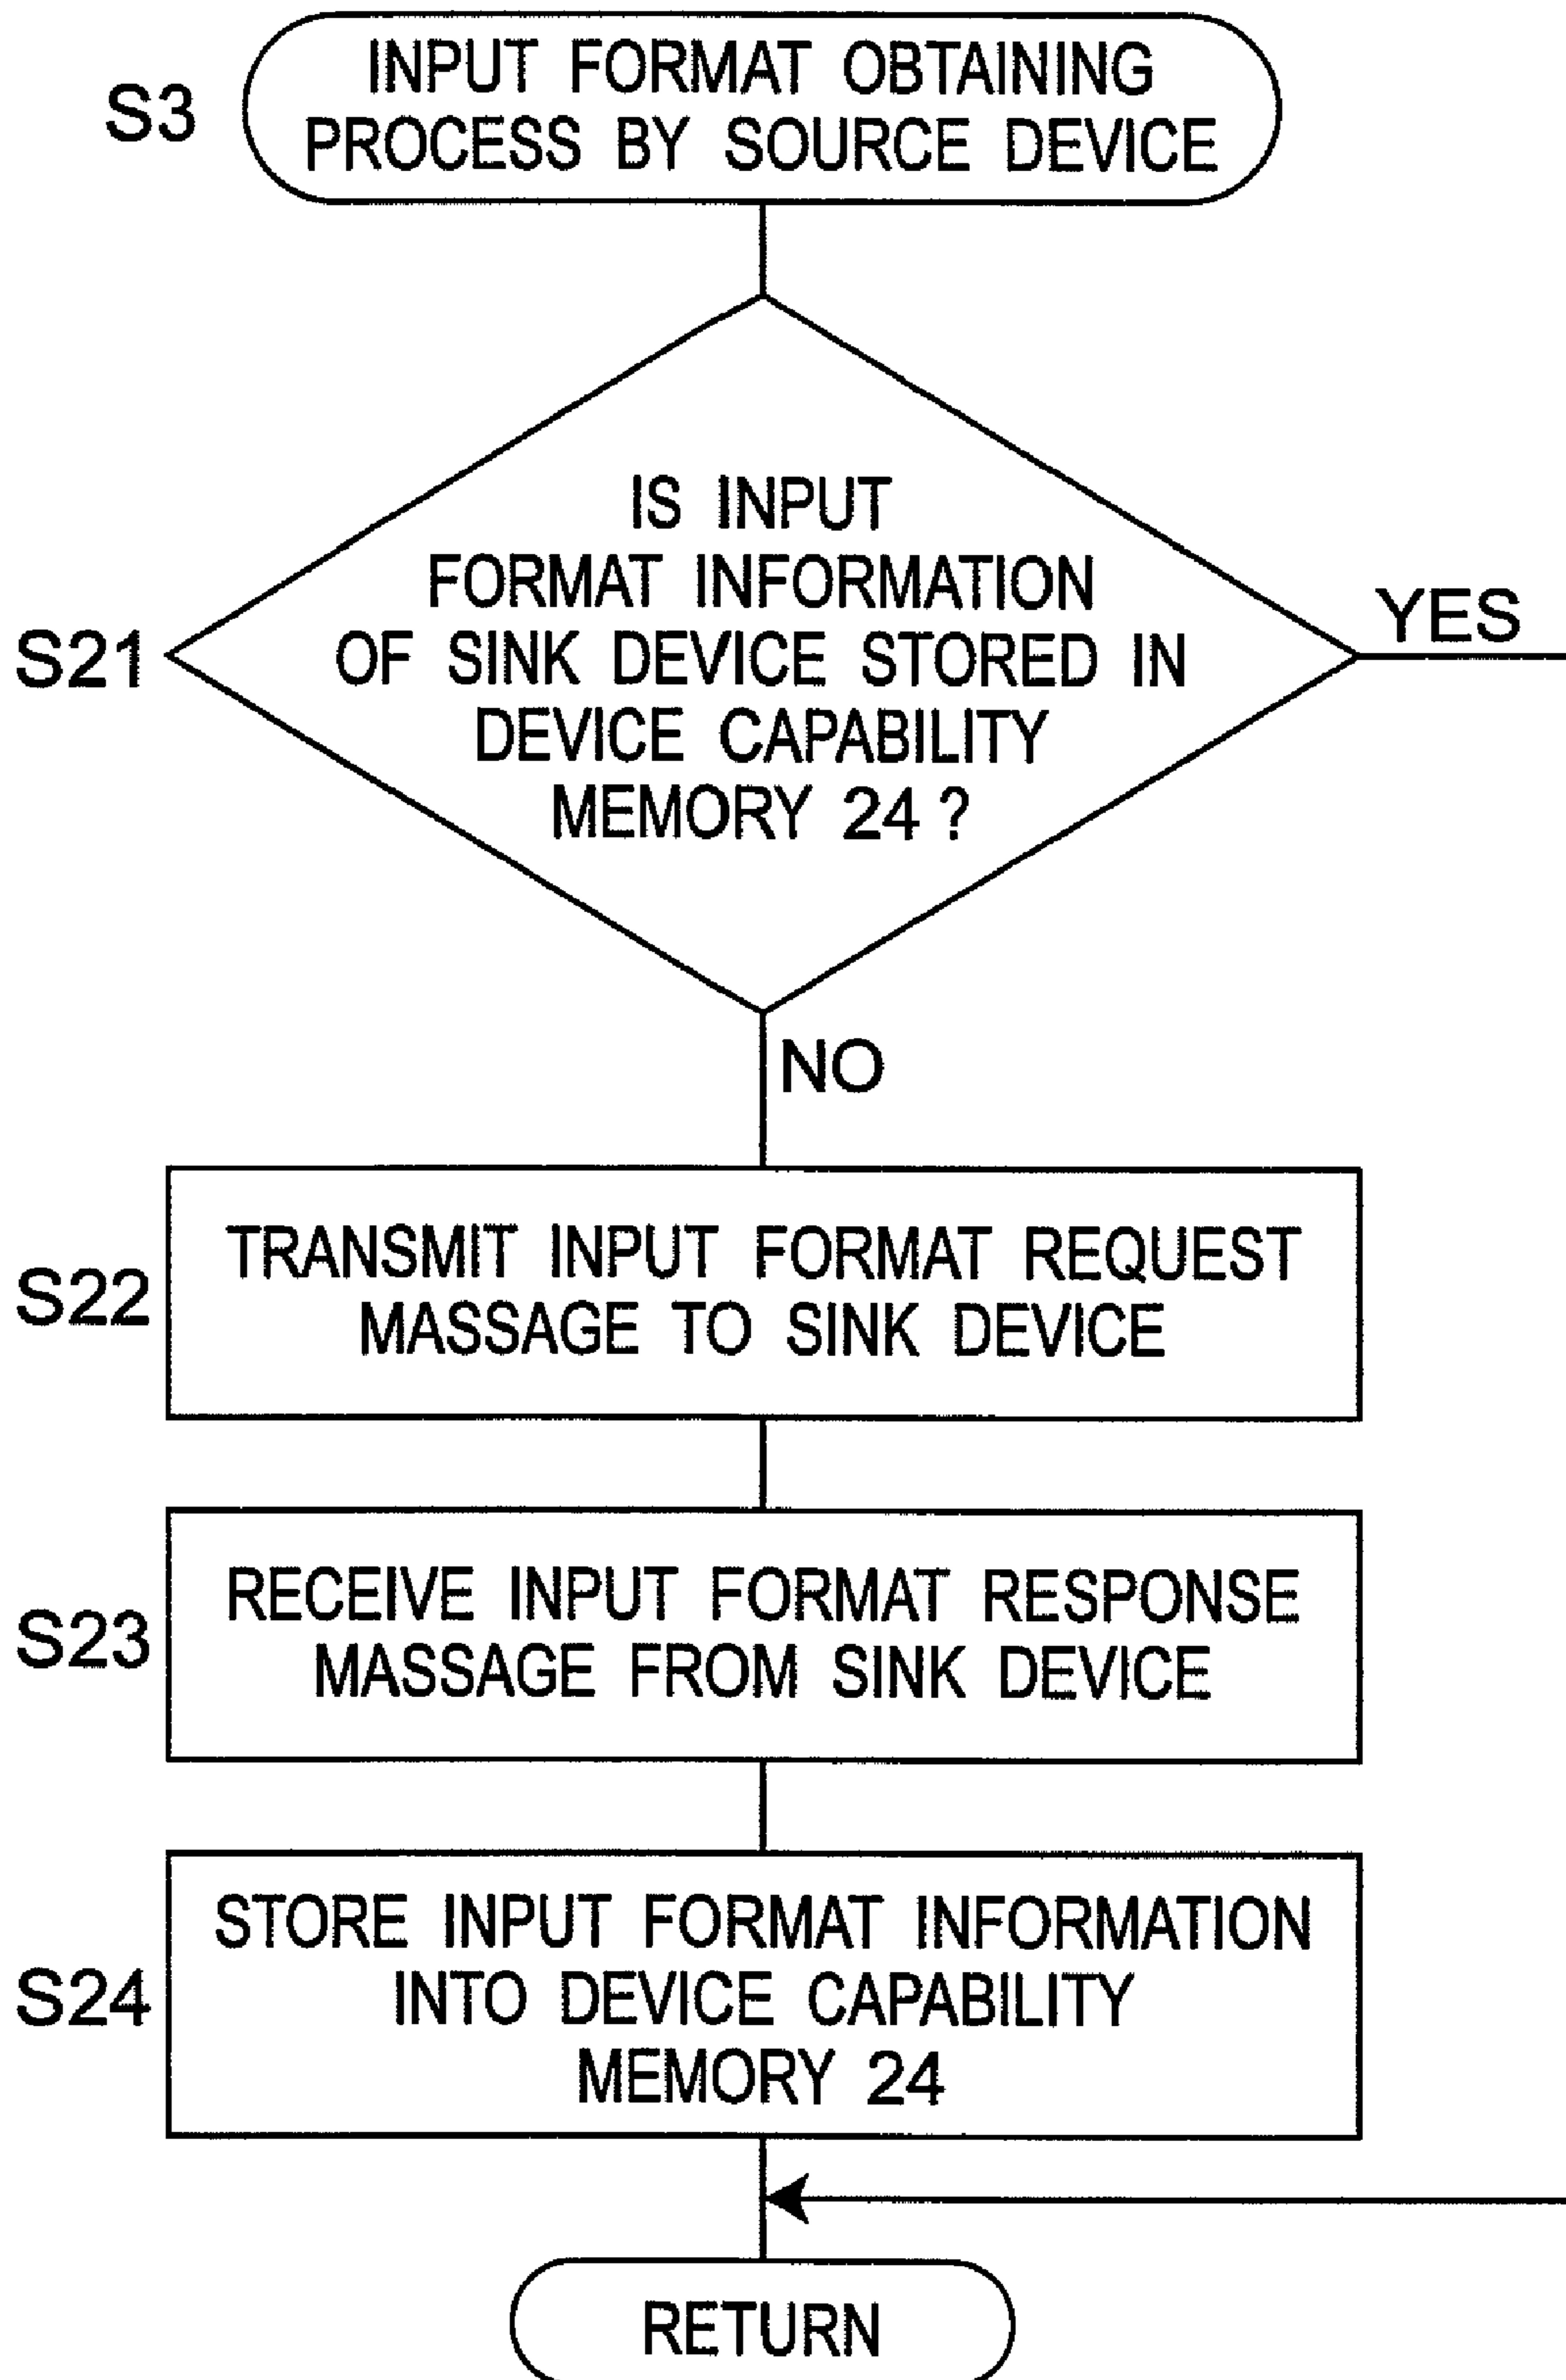 S3
INPUT FORMAT OBTAINING
PROCESS BY SOURCE DEVICE
IS INPUT
FORMAT INFORMATION
OF SINK DEVICE STORED IN
DEVICE CAPABILITY
MEMORY 24 ?
S21
YES
NO
S22
TRANSMIT INPUT FORMAT REQUEST
MASSAGE TO SINK DEVICE
S23
RECEIVE INPUT FORMAT RESPONSE
MASSAGE FROM SINK DEVICE
S24
STORE INPUT FORMAT INFORMATION
INTO DEVICE CAPABILITY
MEMORY 24
RETURN